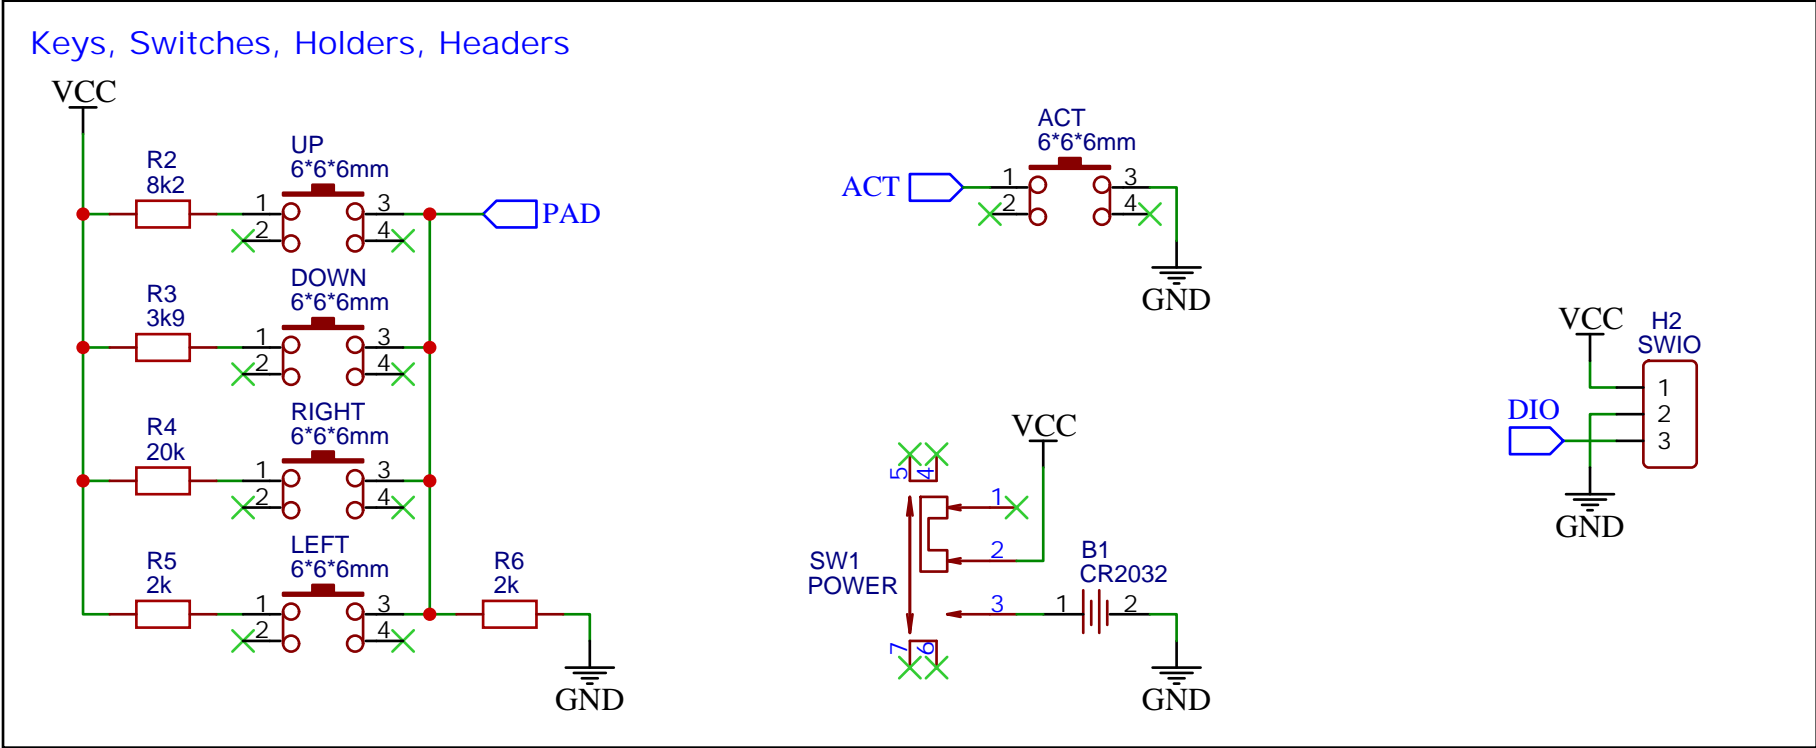 Keys, Switches, Holders, Headers
VCC
R2
8k2
UP
6*6*6mm
1
2
3
4
PAD
R3
3k9
DOWN
6*6*6mm
1
2
3
4
R4
20k
RIGHT
6*6*6mm
1
2
3
4
R5
2k
LEFT
6*6*6mm
1
2
3
4
R6
2k
GND
ACT
6*6*6mm
ACT
1
2
3
4
GND
VCC
5
4
1
2
3
SW1
POWER
7
6
B1
CR2032
1
2
GND
VCC
H2
SWIO
1
2
3
DIO
GND